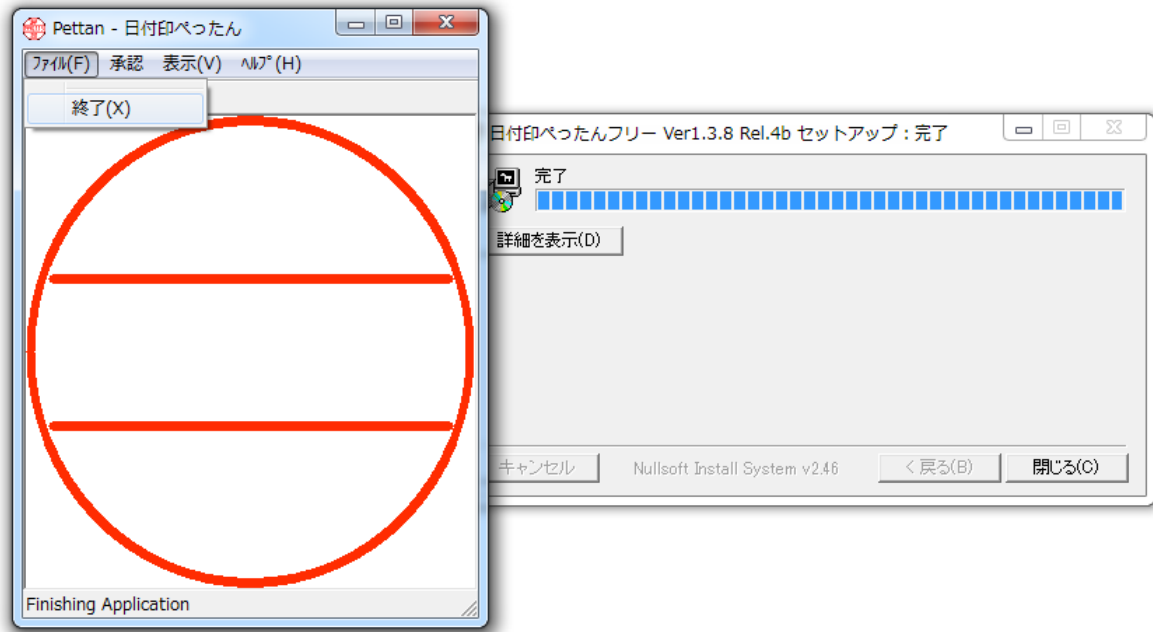 Pettan - 日付印ぺったん
ﾌｧｲﾙ(F) 承認 表示(V) ﾍﾙﾌﾟ(H)
終了(X)
Finishing Application
日付印ぺったんフリー Ver1.3.8 Rel.4b セットアップ：完了
完了
詳細を表示(D)
キャンセル Nullsoft Install System v2.46 < 戻る(B) 閉じる(C)